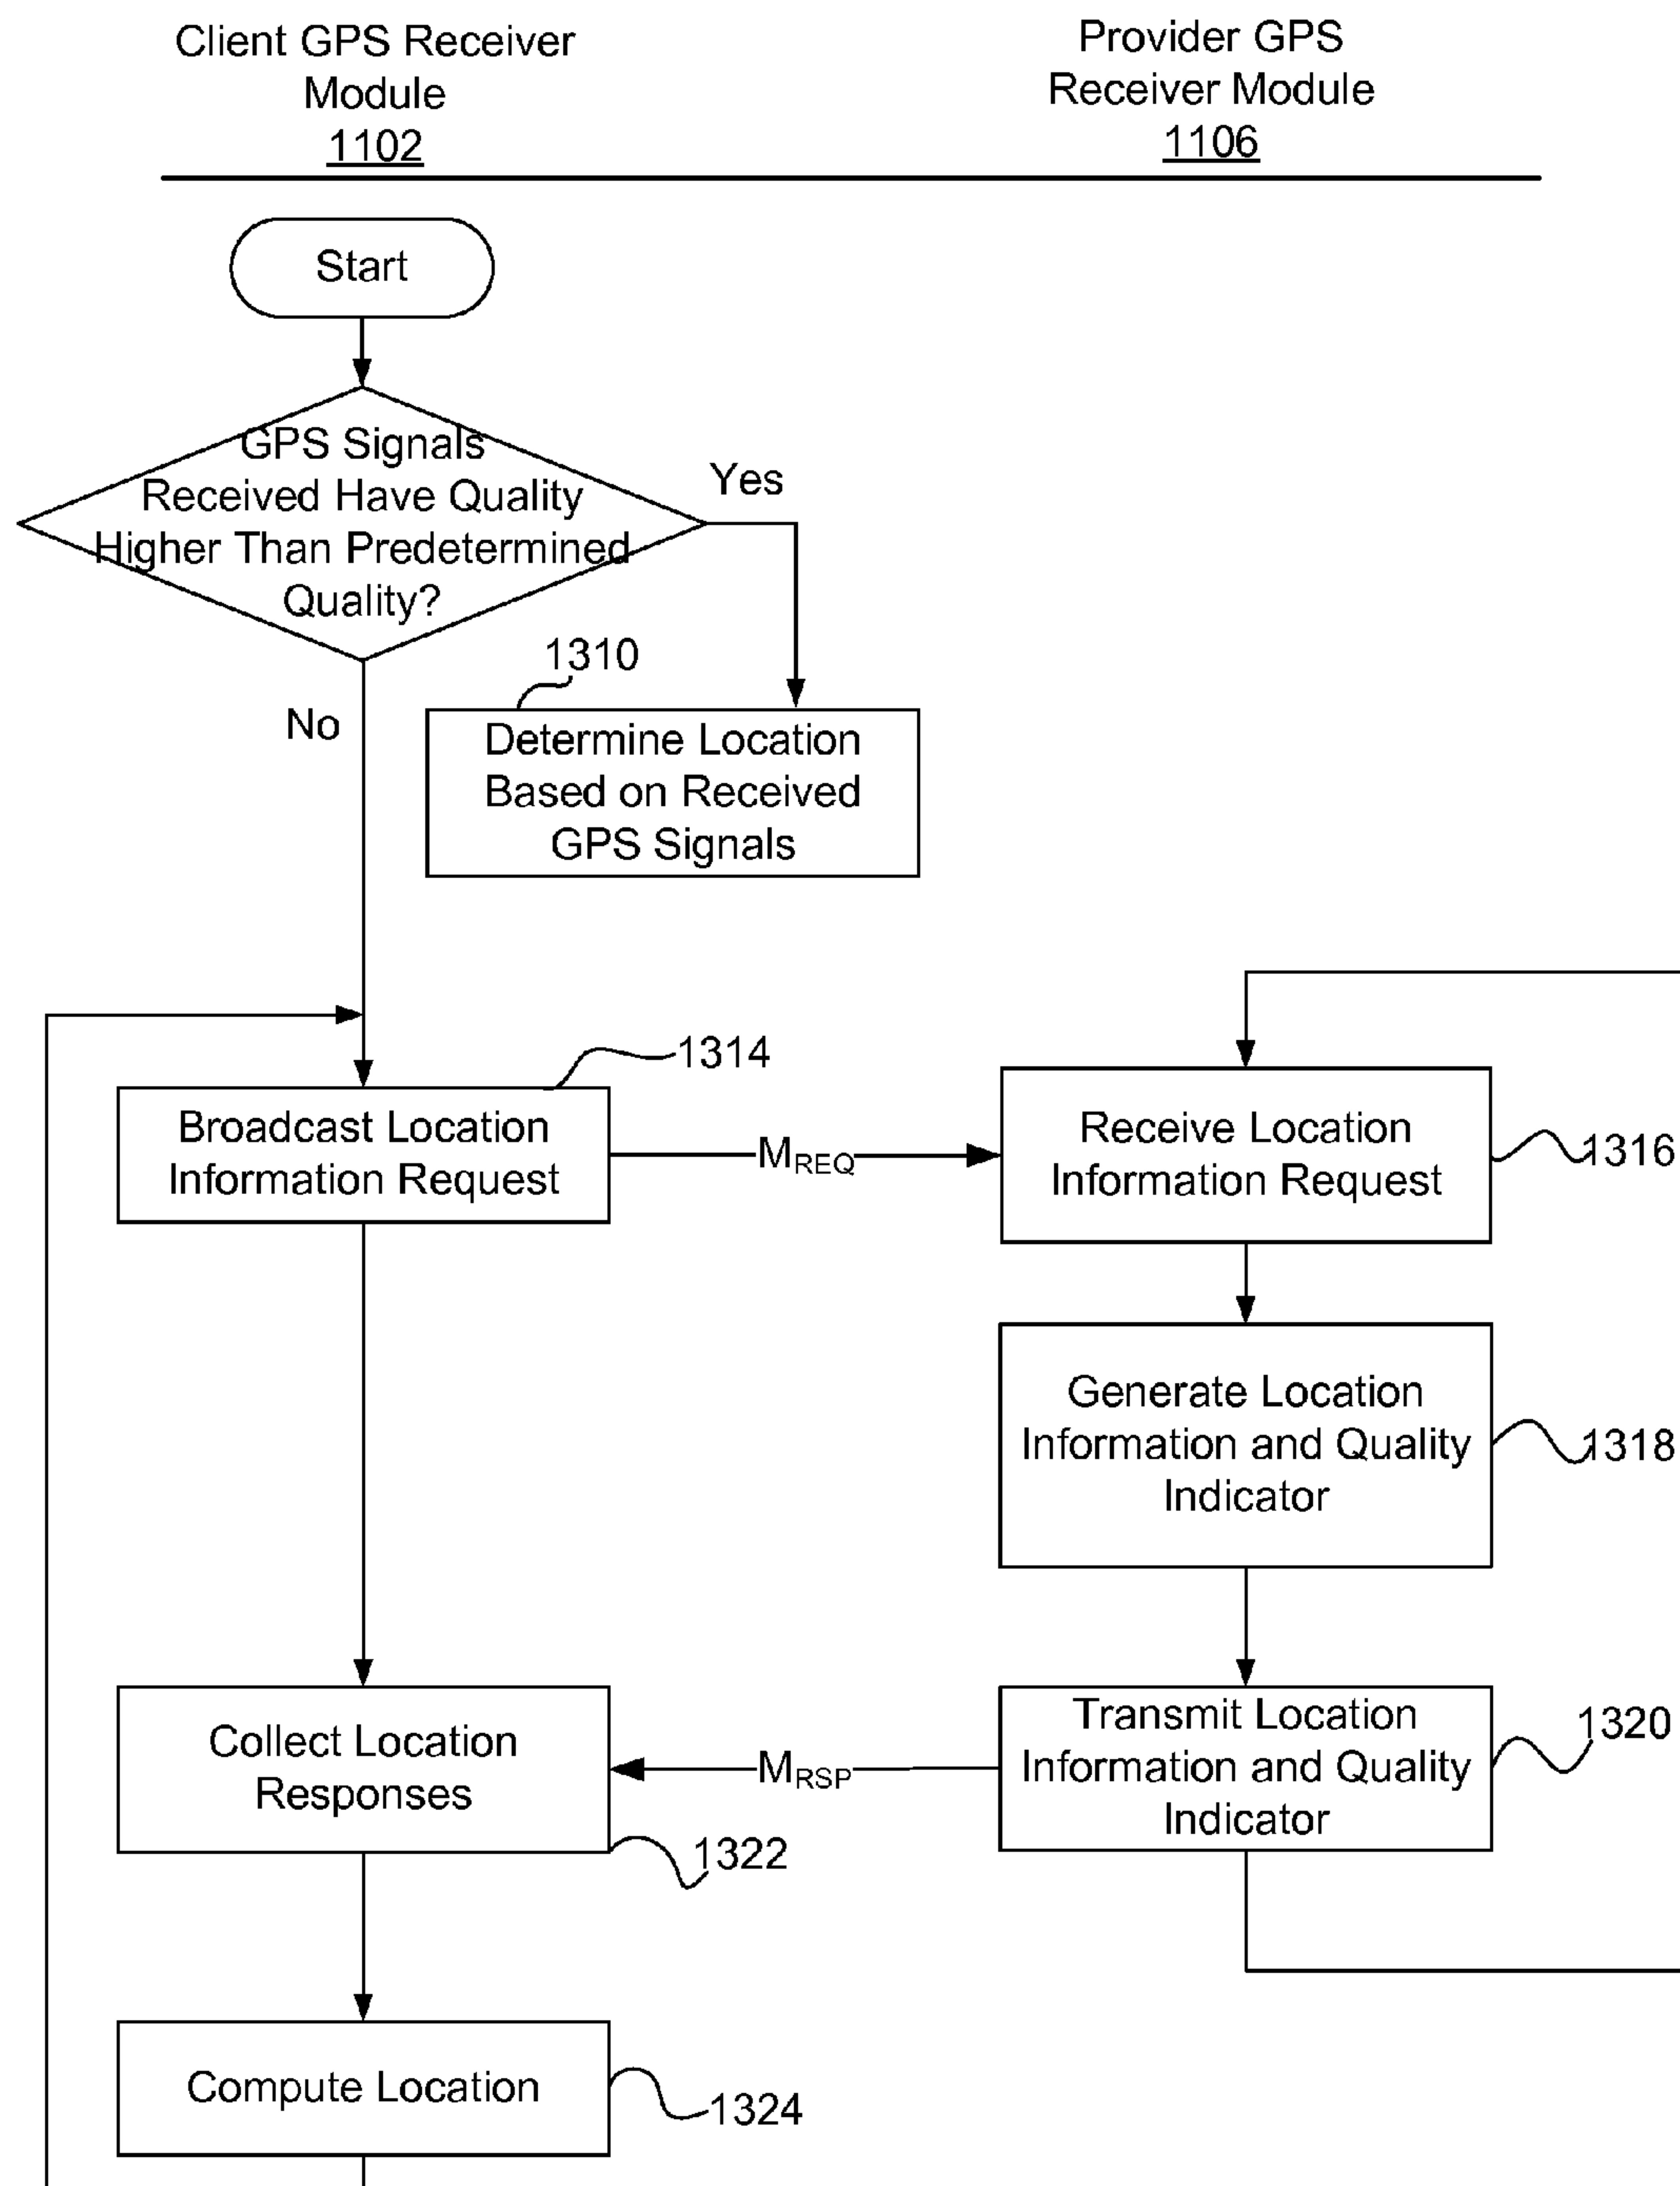 Client GPS Receiver
Module
1102
Provider GPS
Receiver Module
1106
Start
GPS Signals
Received Have Quality
Higher Than Predetermined
Quality?
Yes
No
1310
Determine Location
Based on Received
GPS Signals
1314
Broadcast Location
Information Request
MREQ
Receive Location
Information Request
1316
Generate Location
Information and Quality
Indicator
1318
Transmit Location
Information and Quality
Indicator
1320
MRSP
Collect Location
Responses
1322
Compute Location
1324